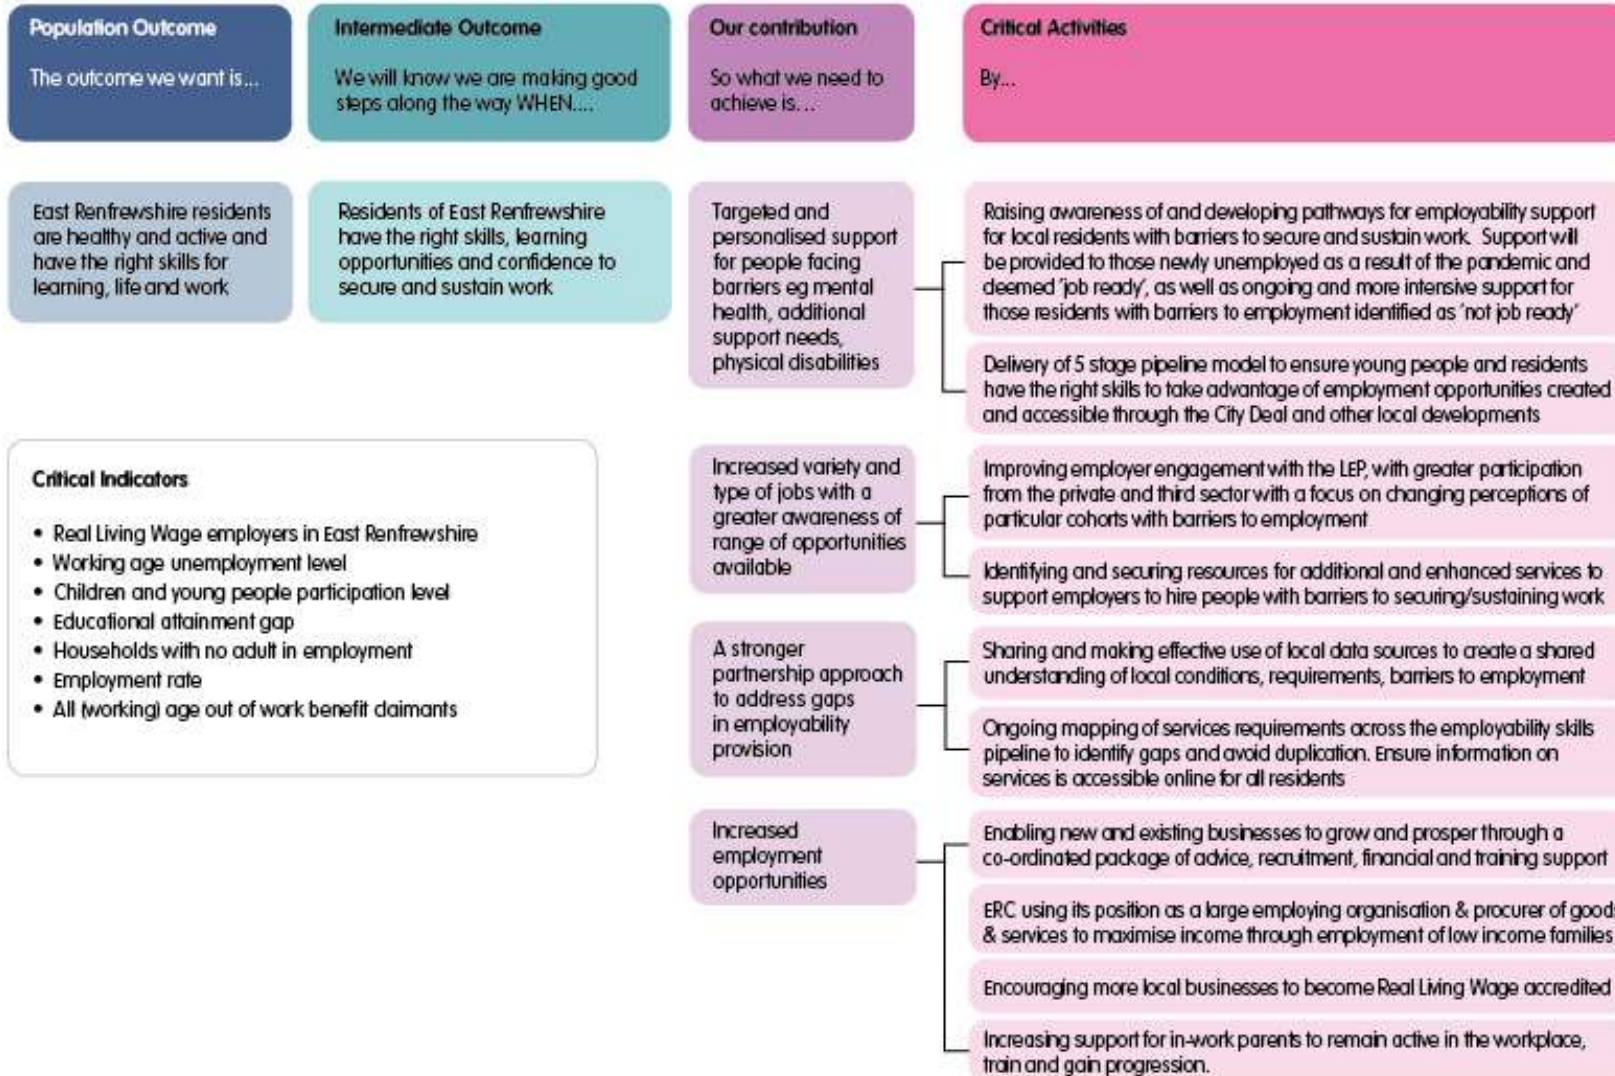 Population Outcome
The outcome we want is...
Intermediate Outcome
We will know we are making good
steps along the way WHEN....
Our contribution
So what we need to
achieve is...
Critical Activities
By...
East Renfrewshire residents
are healthy and active and
have the right skills for
learning, life and work
Residents of East Renfrewshire
have the right skills, learning
opportunities and confidence to
secure and sustain work
Targeted and
personalised support
for people facing
barriers eg mental
health, additional
support needs,
physical disabilities
Raising awareness of and developing pathways for employability support
for local residents with barriers to secure and sustain work. Support will
be provided to those newly unemployed as a result of the pandemic and
deemed 'job ready', as well as ongoing and more intensive support for
those residents with barriers to employment identified as 'not job ready'
Delivery of 5 stage pipeline model to ensure young people and residents
have the right skills to take advantage of employment opportunities created
and accessible through the City Deal and other local developments
Critical Indicators
• Real Living Wage employers in East Renfrewshire
• Working age unemployment level
• Children and young people participation level
• Educational attainment gap
• Households with no adult in employment
• Employment rate
• All (working) age out of work benefit claimants
Increased variety and
type of jobs with a
greater awareness of
range of opportunities
available
Improving employer engagement with the LEP, with greater participation
from the private and third sector with a focus on changing perceptions of
particular cohorts with barriers to employment
Identifying and securing resources for additional and enhanced services to
support employers to hire people with barriers to securing/sustaining work
A stronger
partnership approach
to address gaps
in employability
provision
Sharing and making effective use of local data sources to create a shared
understanding of local conditions, requirements, barriers to employment
Ongoing mapping of services requirements across the employability skills
pipeline to identify gaps and avoid duplication. Ensure information on
services is accessible online for all residents
Increased
employment
opportunities
Enabling new and existing businesses to grow and prosper through a
co-ordinated package of advice, recruitment, financial and training support
ERC using its position as a large employing organisation & procurer of goods
& services to maximise income through employment of low income families
Encouraging more local businesses to become Real Living Wage accredited
Increasing support for in-work parents to remain active in the workplace,
train and gain progression.